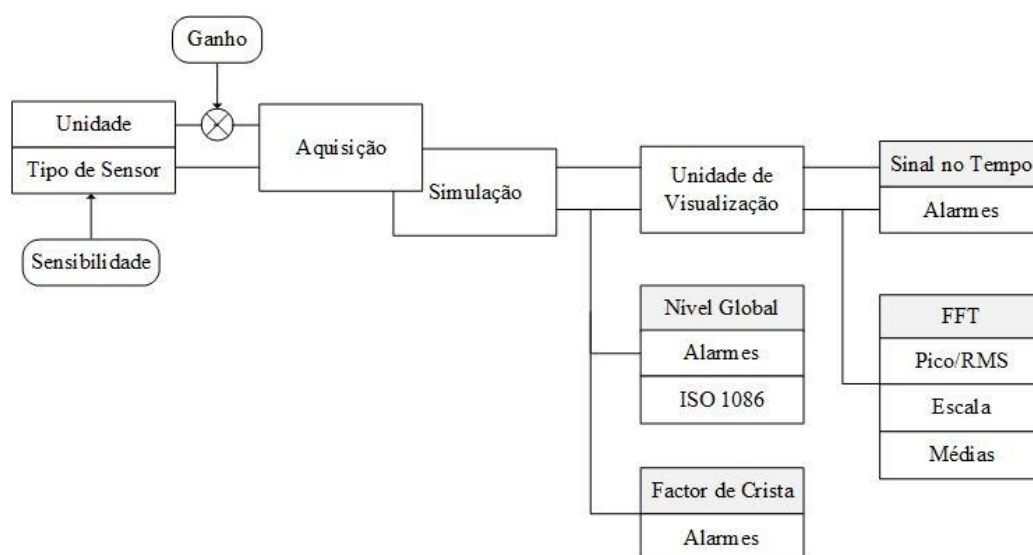 Ganho
Unidade
Tipo de Sensor
Sensibilidade
Aquisição
Simulação
Unidade de
Visualização
Sinal no Tempo
Alarmes
Nível Global
Alarmes
ISO 1086
Factor de Crista
Alarmes
FFT
Pico/RMS
Escala
Médias